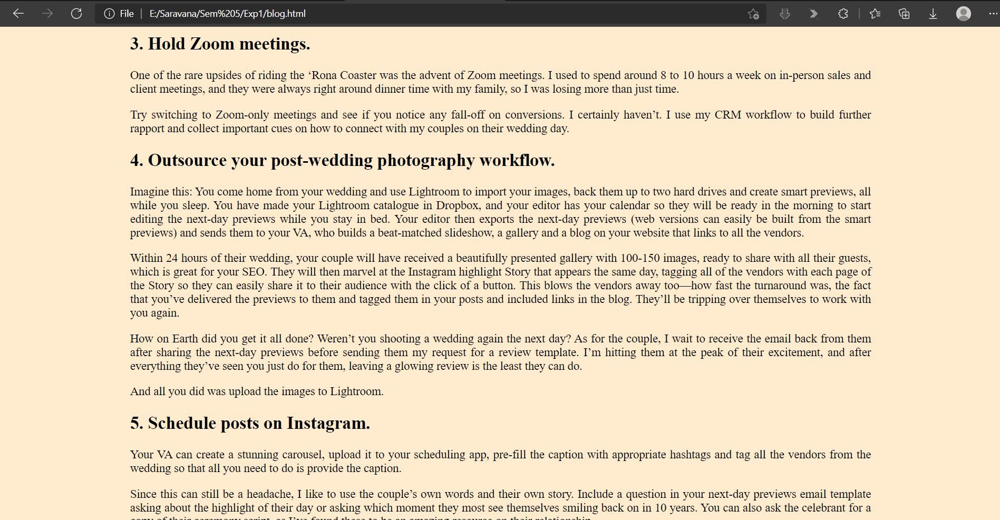 File | E:/Saravana/Sem%205/Exp1/blog.html
3. Hold Zoom meetings.
One of the rare upsides of riding the ‘Rona Coaster was the advent of Zoom meetings. I used to spend around 8 to 10 hours a week on in-person sales and
client meetings, and they were always right around dinner time with my family, so I was losing more than just time.
Try switching to Zoom-only meetings and see if you notice any fall-off on conversions. I certainly haven’t. I use my CRM workflow to build further
rapport and collect important cues on how to connect with my couples on their wedding day.
4. Outsource your post-wedding photography workflow.
Imagine this: You come home from your wedding and use Lightroom to import your images, back them up to two hard drives and create smart previews, all
while you sleep. You have made your Lightroom catalogue in Dropbox, and your editor has your calendar so they will be ready in the morning to start
editing the next-day previews while you stay in bed. Your editor then exports the next-day previews (web versions can easily be built from the smart
previews) and sends them to your VA, who builds a beat-matched slideshow, a gallery and a blog on your website that links to all the vendors.
Within 24 hours of their wedding, your couple will have received a beautifully presented gallery with 100-150 images, ready to share with all their guests,
which is great for your SEO. They will then marvel at the Instagram highlight Story that appears the same day, tagging all of the vendors with each page of
the Story so they can easily share it to their audience with the click of a button. This blows the vendors away too—how fast the turnaround was, the fact
that you’ve delivered the previews to them and tagged them in your posts and included links in the blog. They’ll be tripping over themselves to work with
you again.
How on Earth did you get it all done? Weren’t you shooting a wedding again the next day? As for the couple, I wait to receive the email back from them
after sharing the next-day previews before sending them my request for a review template. I’m hitting them at the peak of their excitement, and after
everything they’ve seen you just do for them, leaving a glowing review is the least they can do.
And all you did was upload the images to Lightroom.
5. Schedule posts on Instagram.
Your VA can create a stunning carousel, upload it to your scheduling app, pre-fill the caption with appropriate hashtags and tag all the vendors from the
wedding so that all you need to do is provide the caption.
Since this can still be a headache, I like to use the couple’s own words and their own story. Include a question in your next-day previews email template
asking about the highlight of their day or asking which moment they most see themselves smiling back on in 10 years. You can also ask the celebrant for a
copy of their ceremony script, as I’ve found these to be an amazing resource on their relationship.